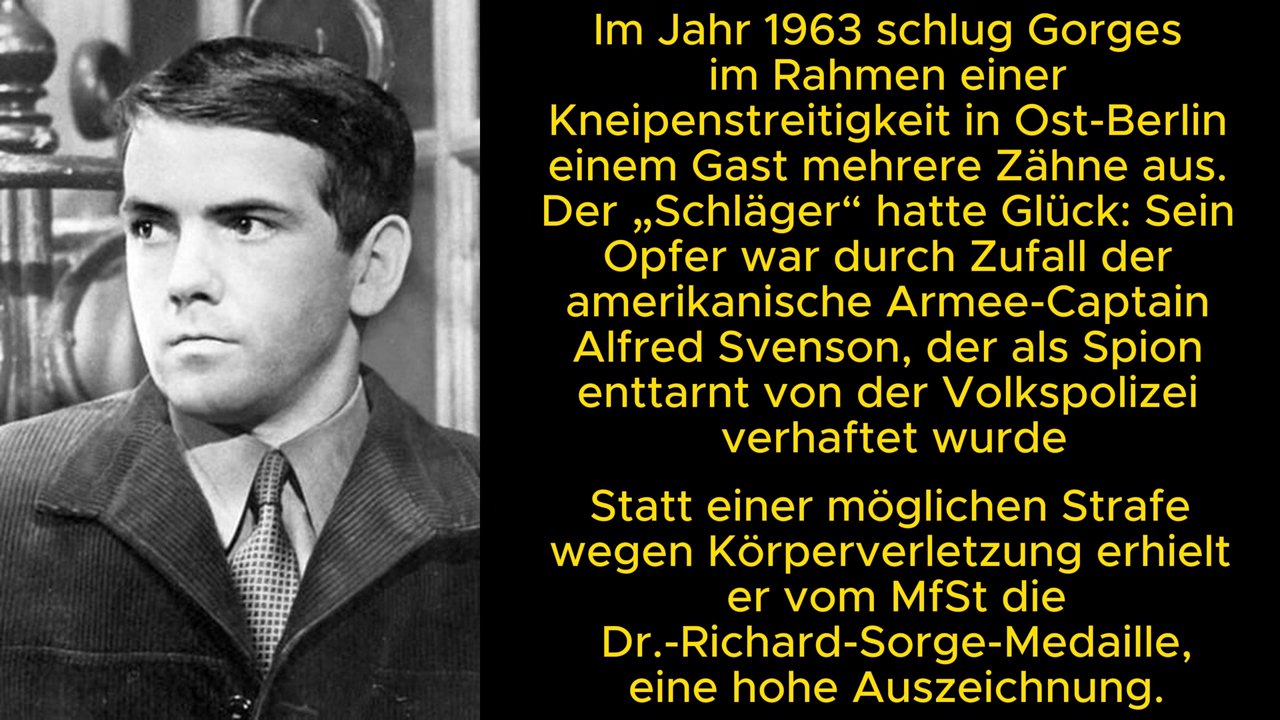 Im Jahr 1963 schlug Gorges
im Rahmen einer
Kneipenstreitigkeit in Ost-Berlin
einem Gast mehrere Zähne aus.
Der „Schläger“ hatte Glück: Sein
Opfer war durch Zufall der
amerikanische Armee-Captain
Alfred Svenson, der als Spion
enttarnt von der Volkspolizei
verhaftet wurde
Statt einer möglichen Strafe
wegen Körperverletzung erhielt
er vom MfSt die
Dr.-Richard-Sorge-Medaille,
eine hohe Auszeichnung.